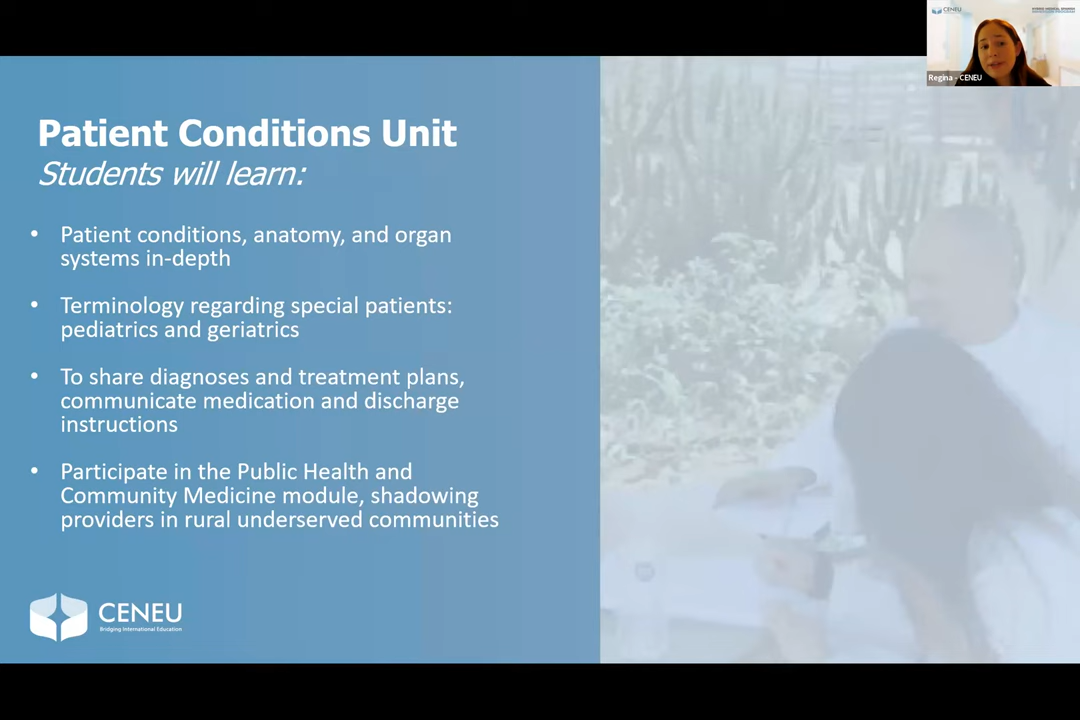 CENEU
Regina - CENEU
Patient Conditions Unit
Students will learn:
• Patient conditions, anatomy, and organ
systems in-depth
• Terminology regarding special patients:
pediatrics and geriatrics
• To share diagnoses and treatment plans,
communicate medication and discharge
instructions
• Participate in the Public Health and
Community Medicine module, shadowing
providers in rural underserved communities
CENEU
Bridging International Education